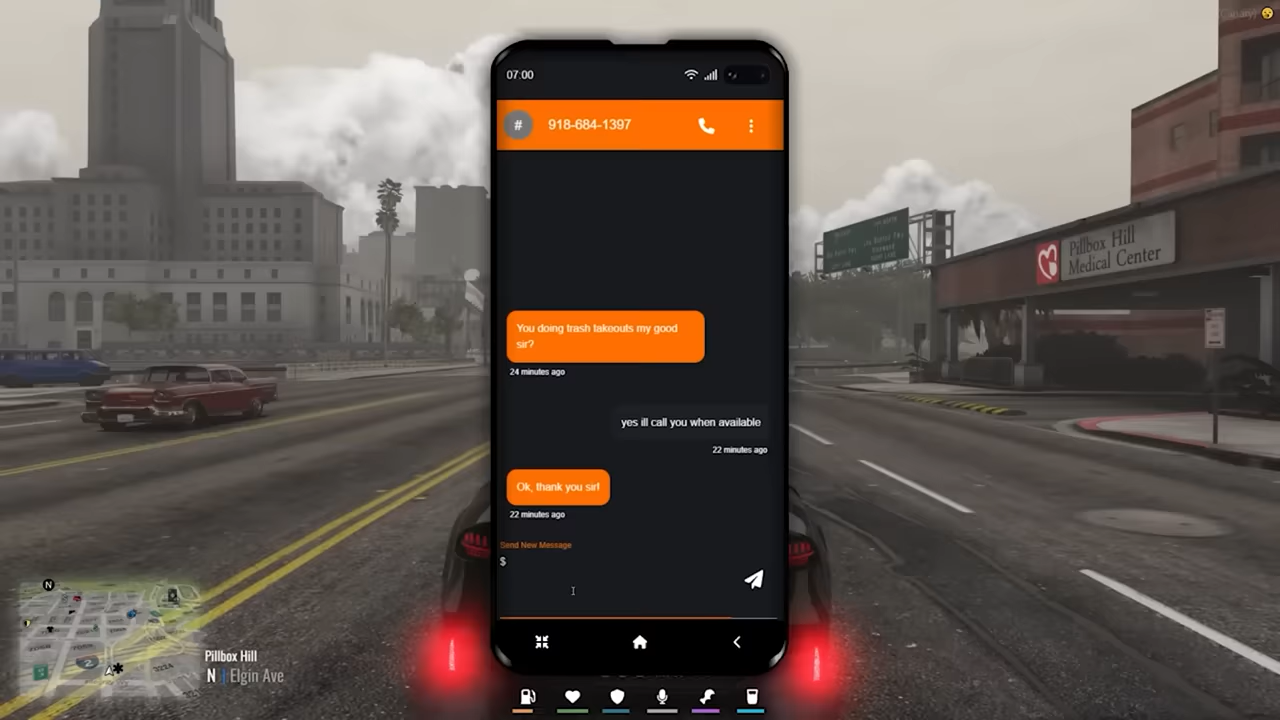 07:00
#
918-684-1397
Pillbox Hill
Medical Center
You doing trash takeouts my good
sir?
24 minutes ago
yes ill call you when available
22 minutes ago
Ok, thank you sir!
22 minutes ago
Send New Message
$
N
2
Pillbox Hill
N
Elgin Ave